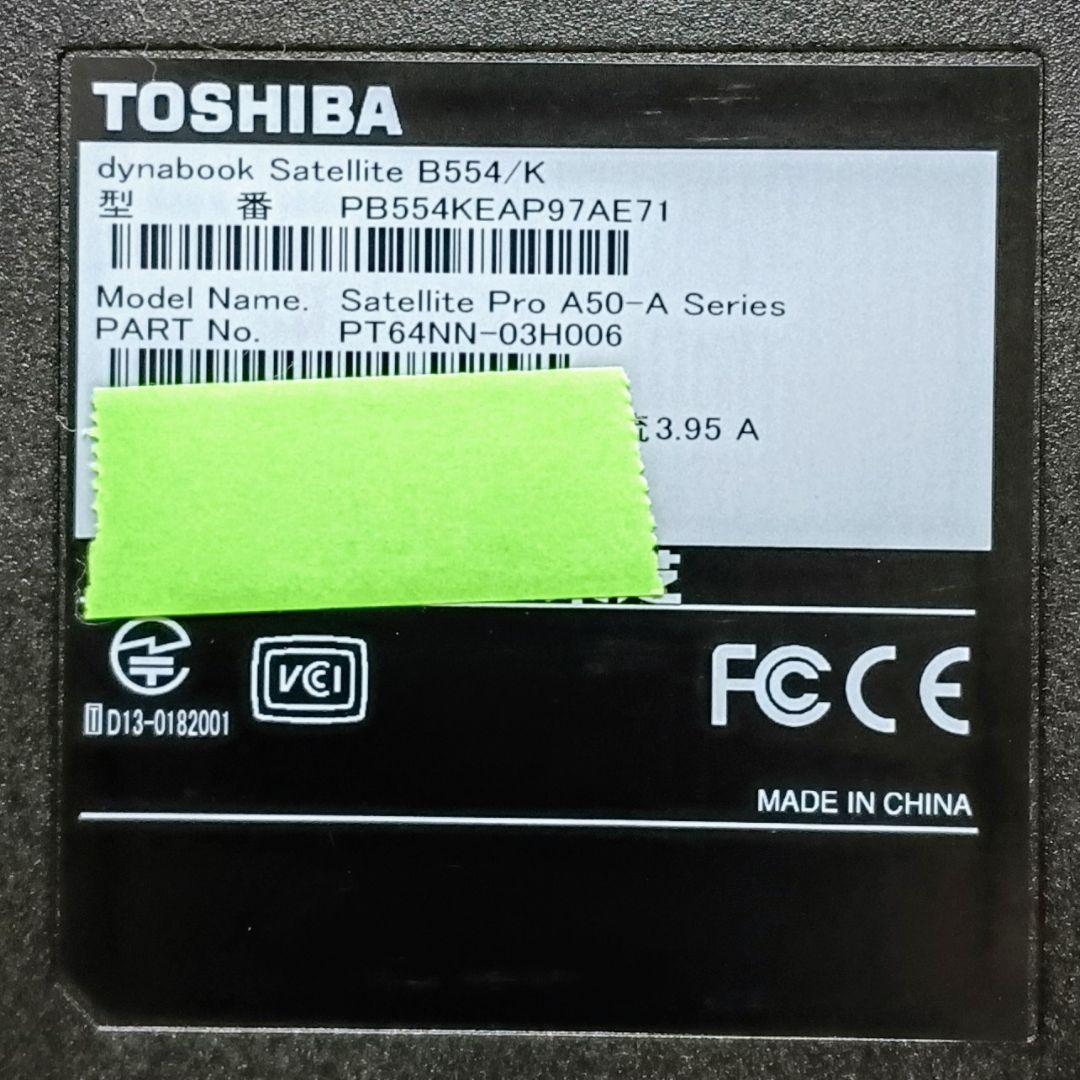 TOSHIBA
dynabook Satellite B554/K
型 番 PB554KEAP97AE71
Model Name. Satellite Pro A50-A Series
PART No. PT64NN-03H006
流3.95 A
D13-0182001
VCCI
FC CE
MADE IN CHINA